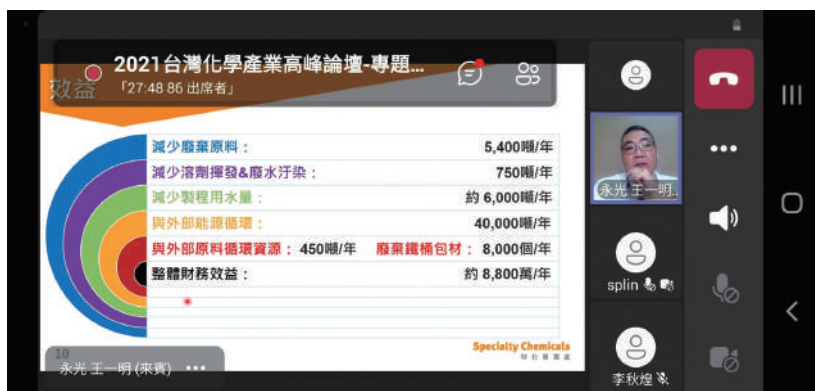 2021台灣化學產業高峰論壇-專題...
「27:48 86 出席者」
效益
減少廢棄原料： 5,400噸/年
減少溶劑揮發&廢水汙染： 750噸/年
減少製程用水量： 約 6,000噸/年
與外部能源循環： 40,000噸/年
與外部原料循環資源： 450噸/年 廢棄鐵桶包材： 8,000個/年
整體財務效益： 約 8,800萬/年
Specialty Chemicals
特化事業處
10
永光 王一明 (來賓)
永光 王一明..
splin
李秋煌